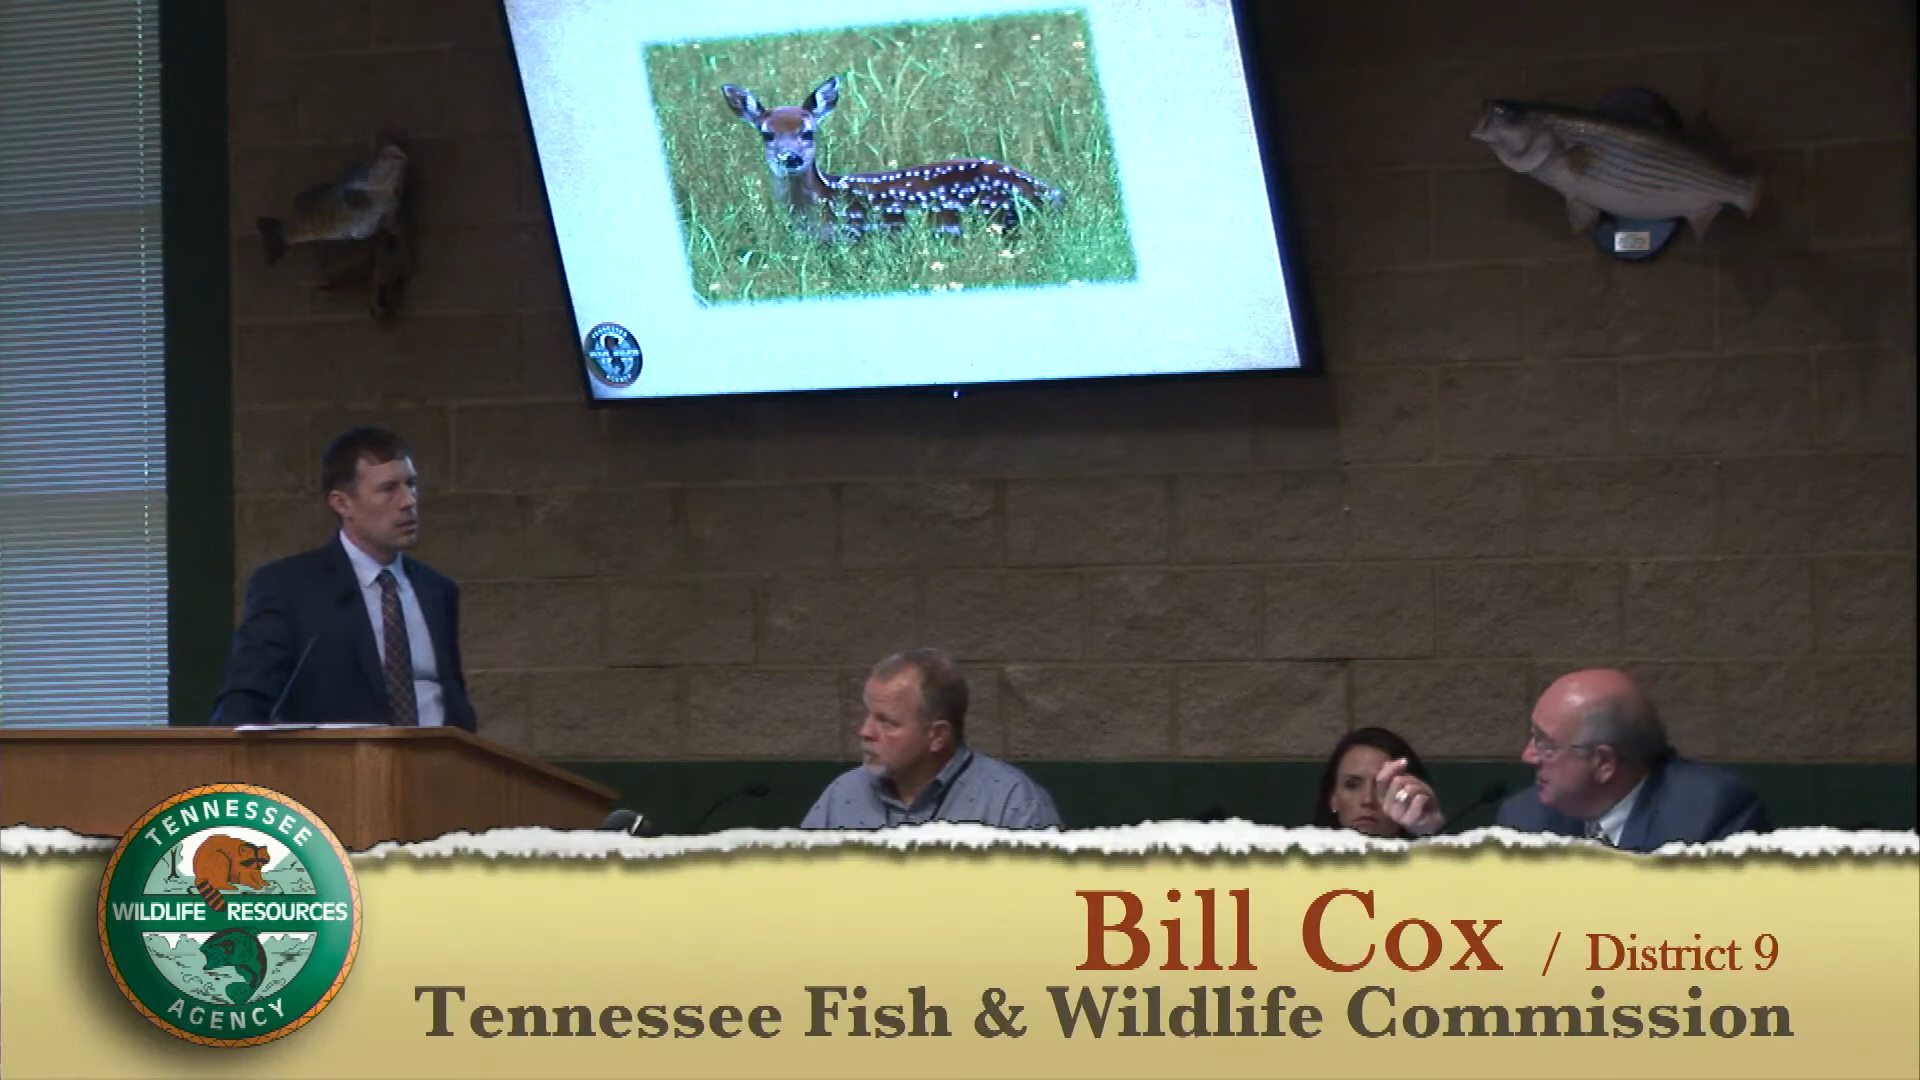 TENNESSEE
WILDLIFE RESOURCES
AGENCY
Bill Cox / District 9
Tennessee Fish & Wildlife Commission